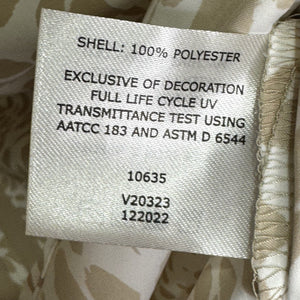 SHELL: 100% POLYESTER
EXCLUSIVE OF DECORATION
FULL LIFE CYCLE UV
TRANSMITTANCE TEST USING
AATCC 183 AND ASTM D 6544
10635
V20323
122022